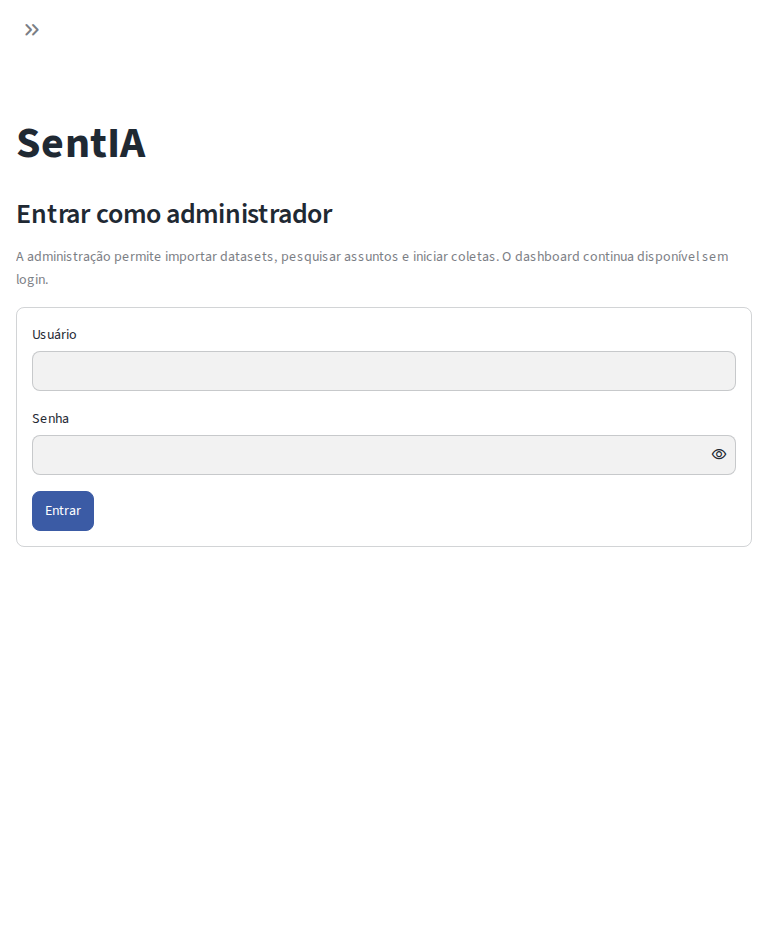 SentIA
Entrar como administrador
A administração permite importar datasets, pesquisar assuntos e iniciar coletas. O dashboard continua disponível sem
login.
Usuário
Senha
Entrar